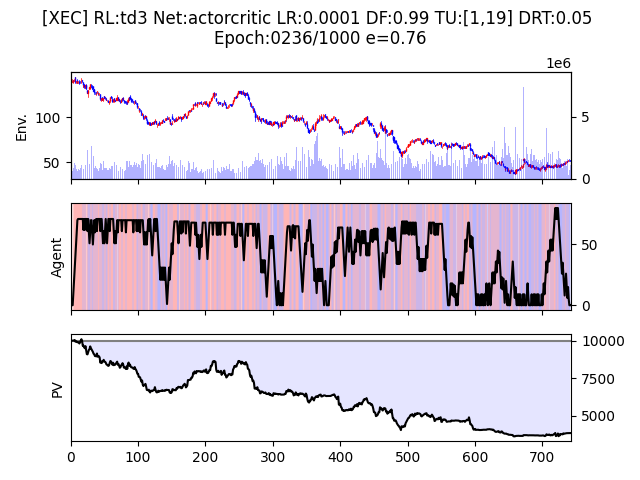 [XEC] RL:td3 Net:actorcritic LR:0.0001 DF:0.99 TU:[1,19] DRT:0.05
Epoch:0236/1000 e=0.76
1e6
Env.
100
50
5
0
Agent
50
0
PV
10000
7500
5000
0 100 200 300 400 500 600 700